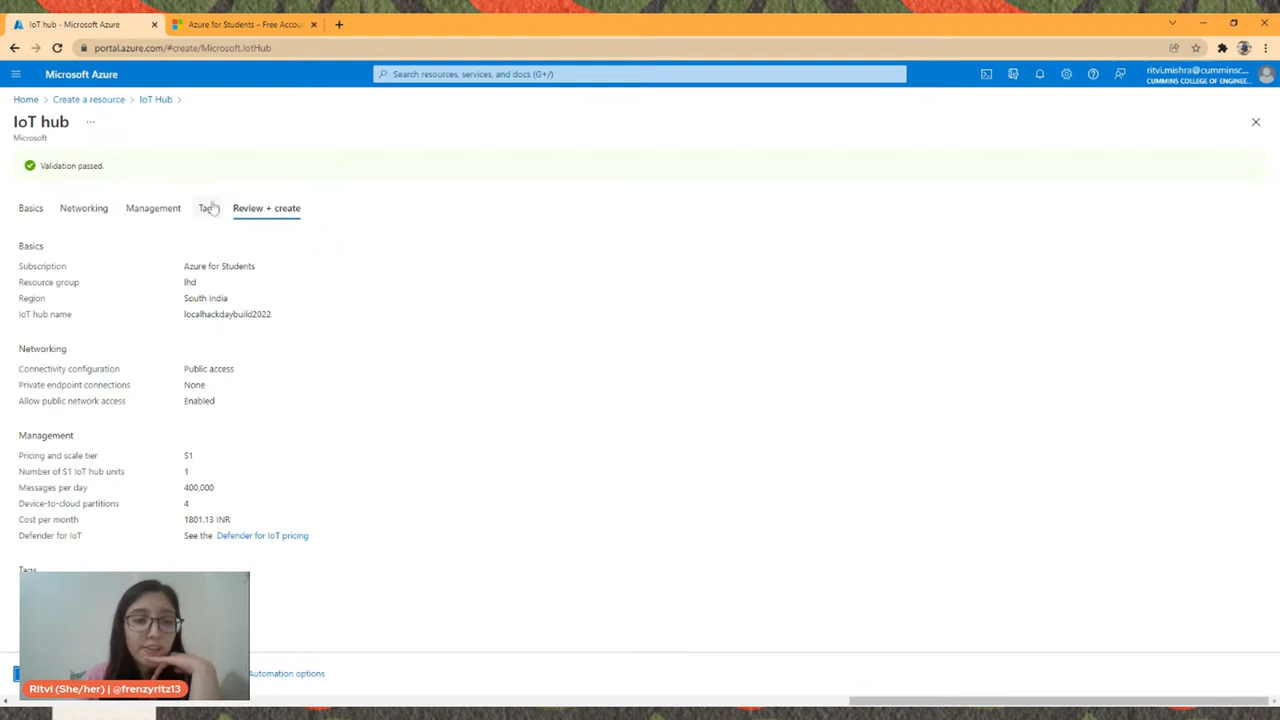 IoT hub - Microsoft Azure
Azure for Students – Free Accou
portal.azure.com/#create/Microsoft.IotHub
Microsoft Azure
Search resources, services, and docs (G+/)
ritvi.mishra@cumminsc...
CUMMINS COLLEGE OF ENGINEE...
Home > Create a resource > IoT Hub >
IoT hub ...
Microsoft
Validation passed.
Basics Networking Management Review + create
Basics
Subscription Azure for Students
Resource group lhd
Region South India
IoT hub name localhackdaybuild2022
Networking
Connectivity configuration Public access
Private endpoint connections None
Allow public network access Enabled
Management
Pricing and scale tier S1
Number of S1 IoT hub units 1
Messages per day 400,000
Device-to-cloud partitions 4
Cost per month 1801.13 INR
Defender for IoT See the Defender for IoT pricing
Tags
Automation options
Ritvi (She/her) | @frenzyritz13